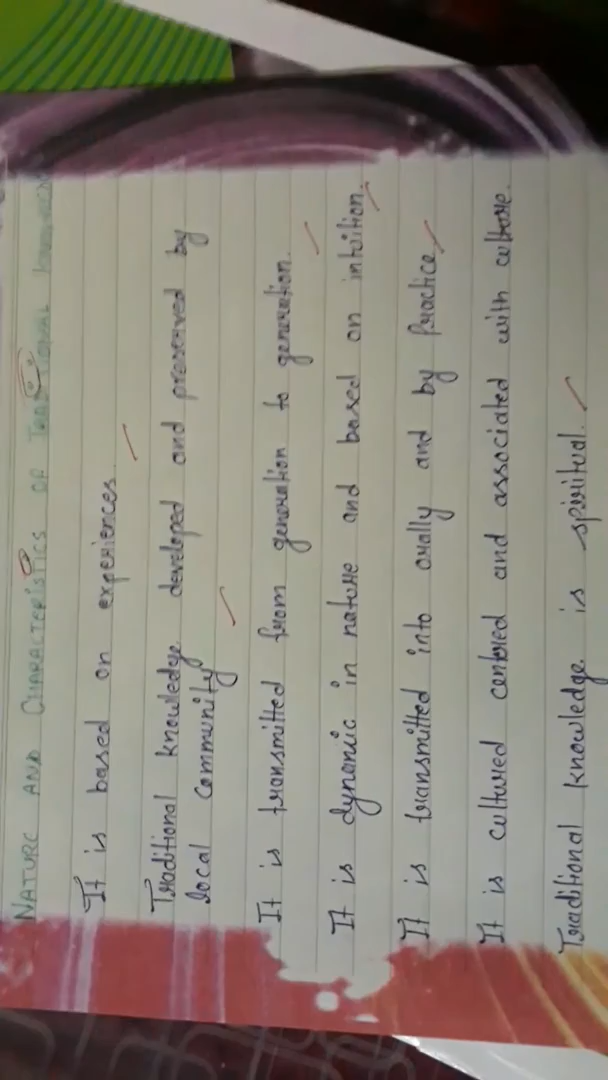 NATURE AND CHARACTERISTICS OF TRADITIONAL KNOWLEDGE
It is based on experiences.
Traditional knowledge developed and preserved by
local community
It is transmitted from generation to generation.
It is dynamic in nature and based on intuition.
It is transmitted into orally and by practice
It is cultured centered and associated with culture.
Traditional knowledge is spiritual.